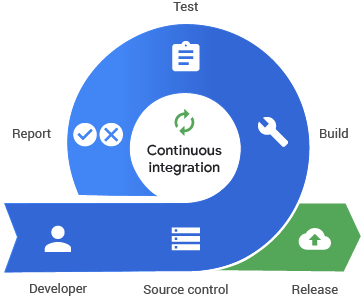 Test
Report
Continuous
integration
Build
Developer
Source control
Release